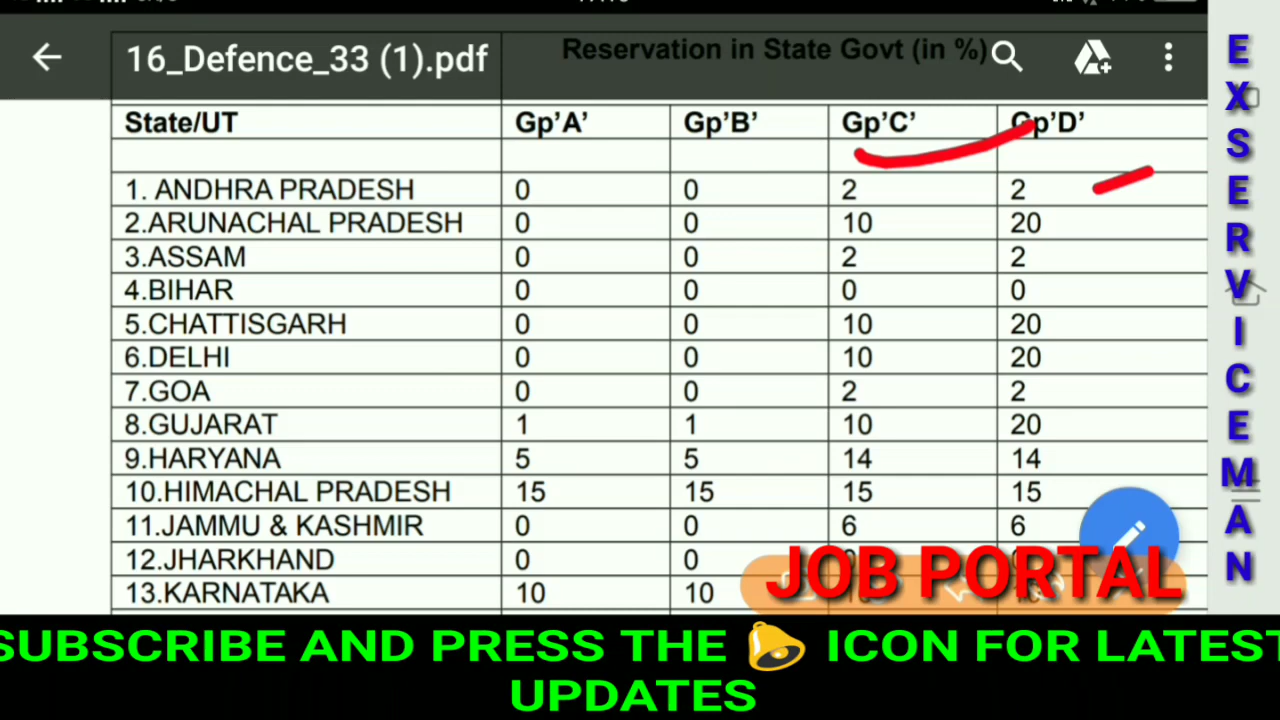 16_Defence_33 (1).pdf
Reservation in State Govt (in %)
State/UT Gp'A' Gp'B' Gp'C' Gp'D'
1. ANDHRA PRADESH 0 0 2 2
2.ARUNACHAL PRADESH 0 0 10 20
3.ASSAM 0 0 2 2
4.BIHAR 0 0 0 0
5.CHATTISGARH 0 0 10 20
6.DELHI 0 0 10 20
7.GOA 0 0 2 2
8.GUJARAT 1 1 10 20
9.HARYANA 5 5 14 14
10.HIMACHAL PRADESH 15 15 15 15
11.JAMMU & KASHMIR 0 0 6 6
12.JHARKHAND 0 0
13.KARNATAKA 10 10
JOB PORTAL
EXSERVICEMAN
SUBSCRIBE AND PRESS THE 🔔 ICON FOR LATEST
UPDATES